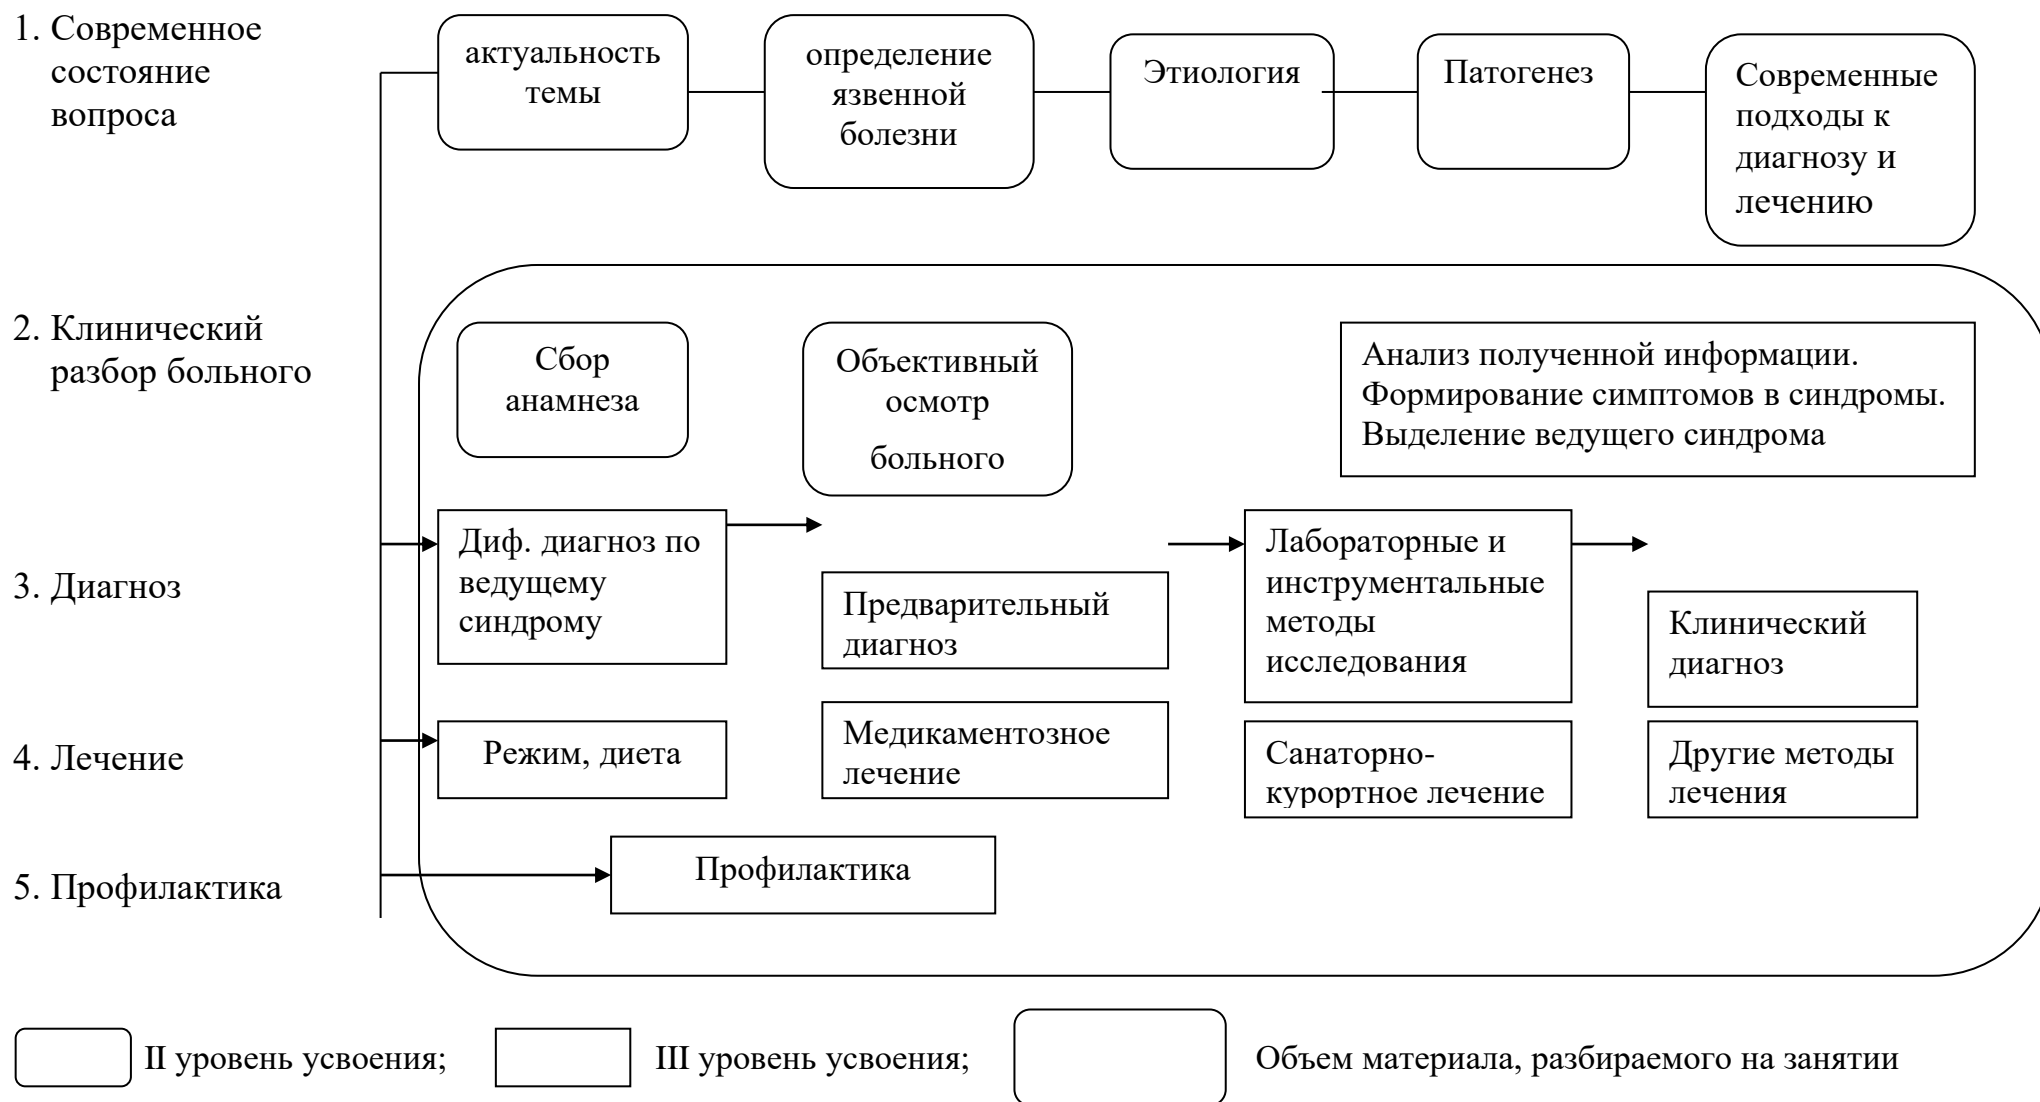 1. Современное
состояние
вопроса
актуальность
темы
определение
язвенной
болезни
Этиология
Патогенез
Современные
подходы к
диагнозу и
лечению
2. Клинический
разбор больного
Сбор
анамнеза
Объективный
осмотр
больного
Анализ полученной информации.
Формирование симптомов в синдромы.
Выделение ведущего синдрома
3. Диагноз
Диф. диагноз по
ведущему
синдрому
Предварительный
диагноз
Лабораторные и
инструментальные
методы
исследования
Клинический
диагноз
4. Лечение
Режим, диета
Медикаментозное
лечение
Санаторно-
курортное лечение
Другие методы
лечения
5. Профилактика
Профилактика
II уровень усвоения;
III уровень усвоения;
Объем материала, разбираемого на занятии